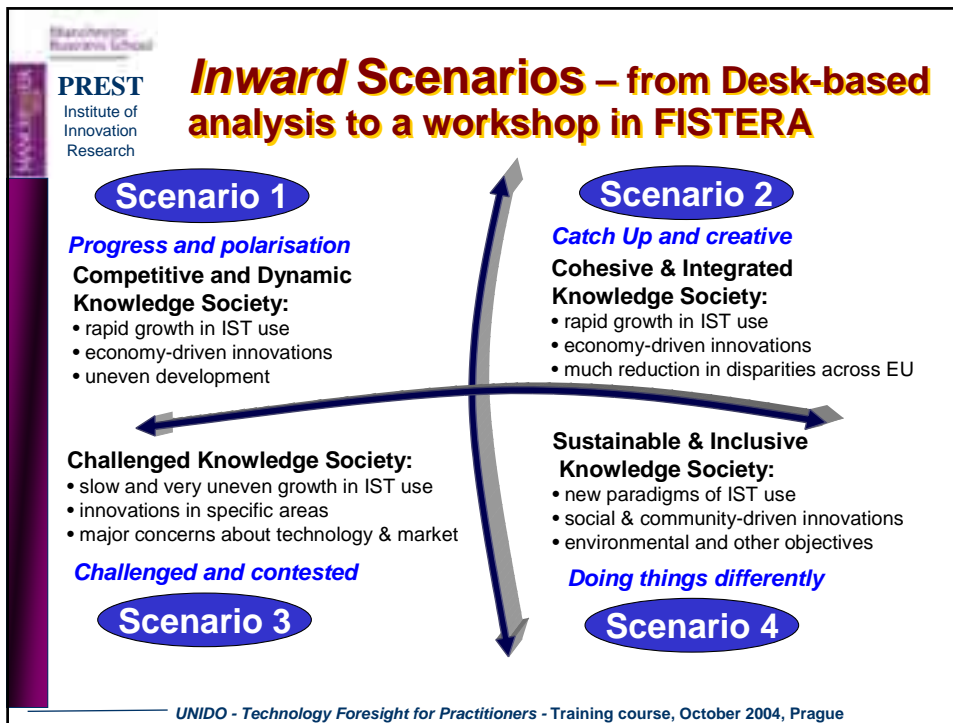 Manchester
Business School
PREST
Institute of
Innovation
Research
Inward Scenarios – from Desk-based
analysis to a workshop in FISTERA
Scenario 1
Progress and polarisation
Competitive and Dynamic
Knowledge Society:
• rapid growth in IST use
• economy-driven innovations
• uneven development
Scenario 2
Catch Up and creative
Cohesive & Integrated
Knowledge Society:
• rapid growth in IST use
• economy-driven innovations
• much reduction in disparities across EU
Challenged Knowledge Society:
• slow and very uneven growth in IST use
• innovations in specific areas
• major concerns about technology & market
Challenged and contested
Scenario 3
Sustainable & Inclusive
Knowledge Society:
• new paradigms of IST use
• social & community-driven innovations
• environmental and other objectives
Doing things differently
Scenario 4
UNIDO - Technology Foresight for Practitioners - Training course, October 2004, Prague